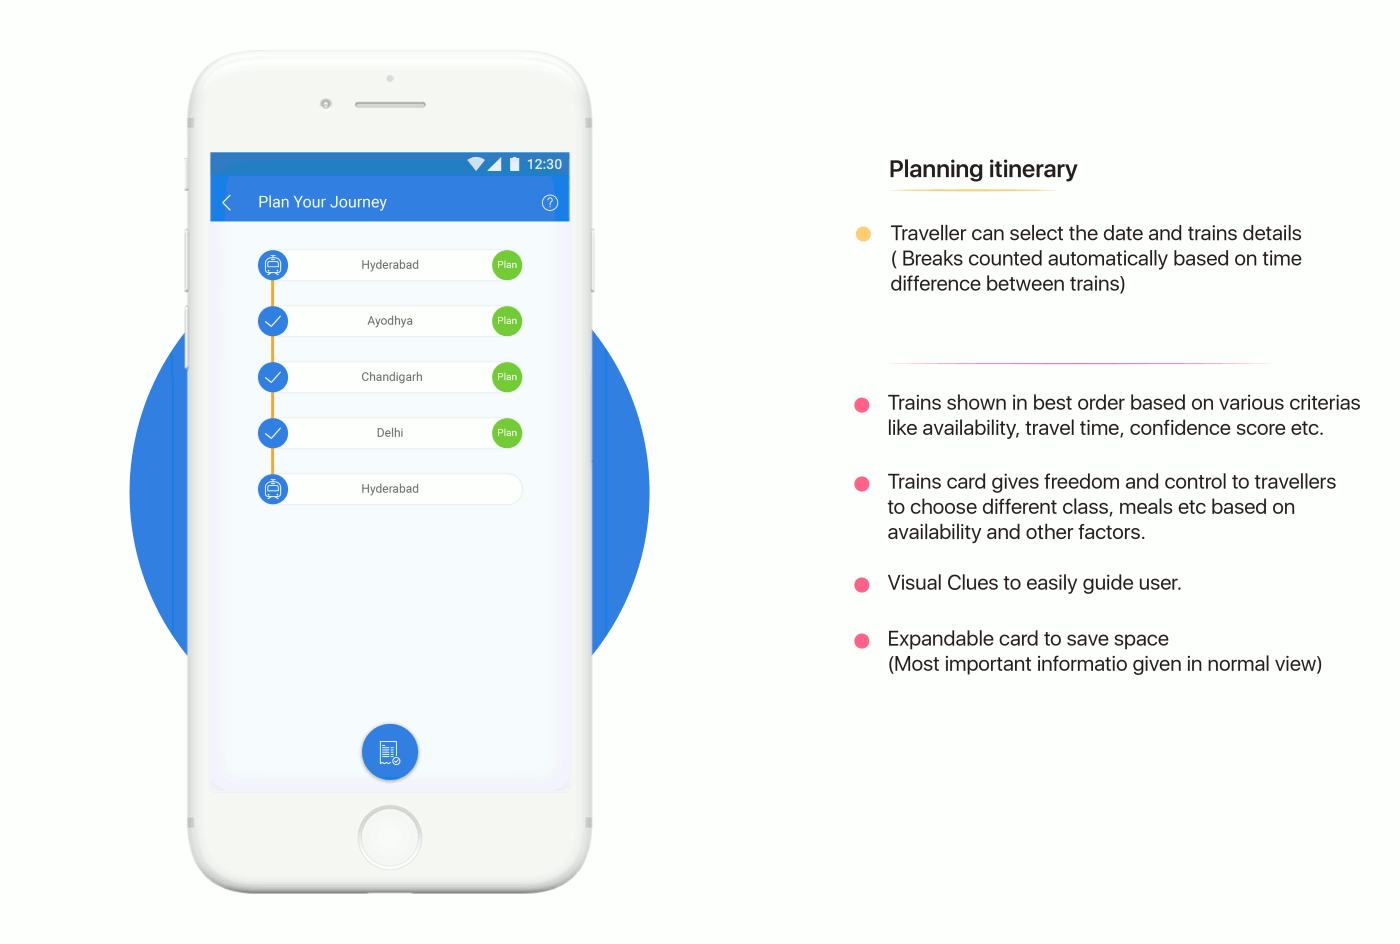 12:30
Plan Your Journey
?
Hyderabad
Plan
Ayodhya
Plan
Chandigarh
Plan
Delhi
Plan
Hyderabad
Planning itinerary
Traveller can select the date and trains details
( Breaks counted automatically based on time
difference between trains)
Trains shown in best order based on various criterias
like availability, travel time, confidence score etc.
Trains card gives freedom and control to travellers
to choose different class, meals etc based on
availability and other factors.
Visual Clues to easily guide user.
Expandable card to save space
(Most important informatio given in normal view)